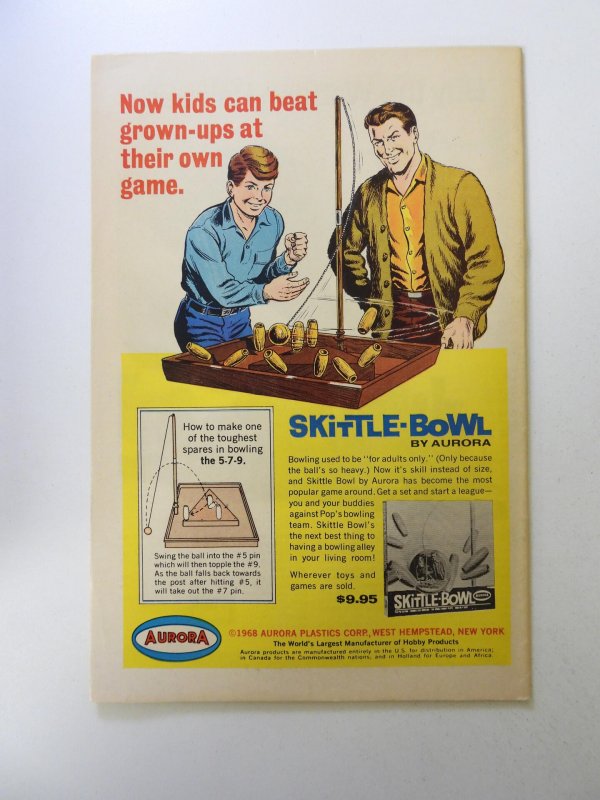 Now kids can beat
grown-ups at
their own
game.
SKiTTLE-BoWL
BY AURORA
How to make one
of the toughest
spares in bowling
the 5-7-9.
Swing the ball into the #5 pin
which will then topple the #9.
As the ball falls back towards
the post after hitting #5, it
will take out the #7 pin.
Bowling used to be "for adults only." (Only because
the ball's so heavy.) Now it's skill instead of size,
and Skittle Bowl by Aurora has become the most
popular game around. Get a set and start a league—
you and your buddies
against Pop's bowling
team. Skittle Bowl's
the next best thing to
having a bowling alley
in your living room!
Wherever toys and
games are sold.
$9.95
SKiTTLE-BOWL
AURORA
©1968 AURORA PLASTICS CORP., WEST HEMPSTEAD, NEW YORK
The World's Largest Manufacturer of Hobby Products
Aurora products are manufactured entirely in the U.S. for distribution in America;
in Canada for the Commonwealth nations, and in Holland for Europe and Africa.